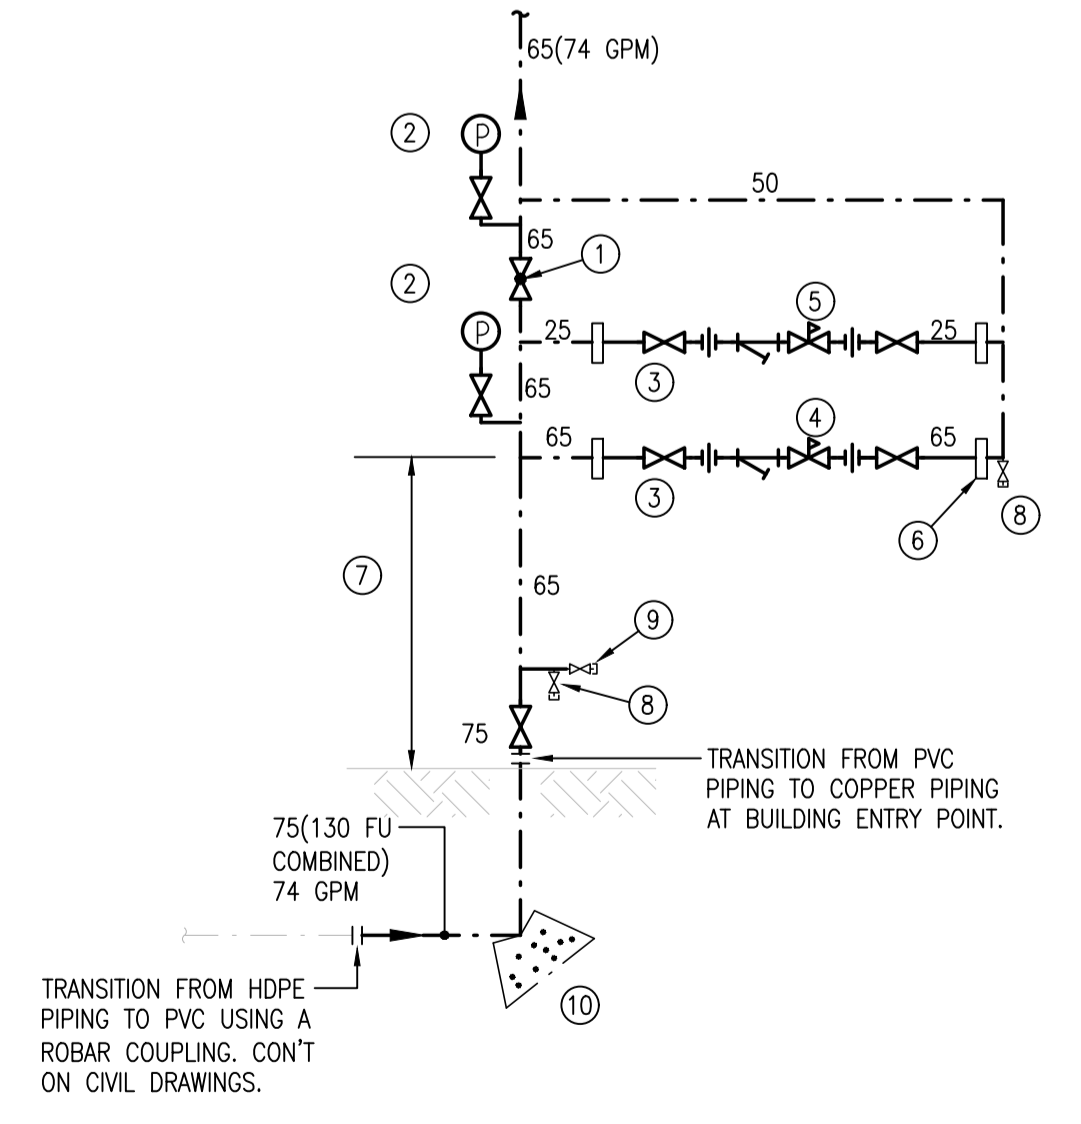 65(74 GPM)
2
P
50
65
1
2
P
5
25
25
3
65
4
65
65
3
8
6
7
65
9
8
75
TRANSITION FROM PVC
PIPING TO COPPER PIPING
AT BUILDING ENTRY POINT.
75(130 FU
COMBINED)
74 GPM
TRANSITION FROM HDPE
PIPING TO PVC USING A
ROBAR COUPLING. CON'T
ON CIVIL DRAWINGS.
10